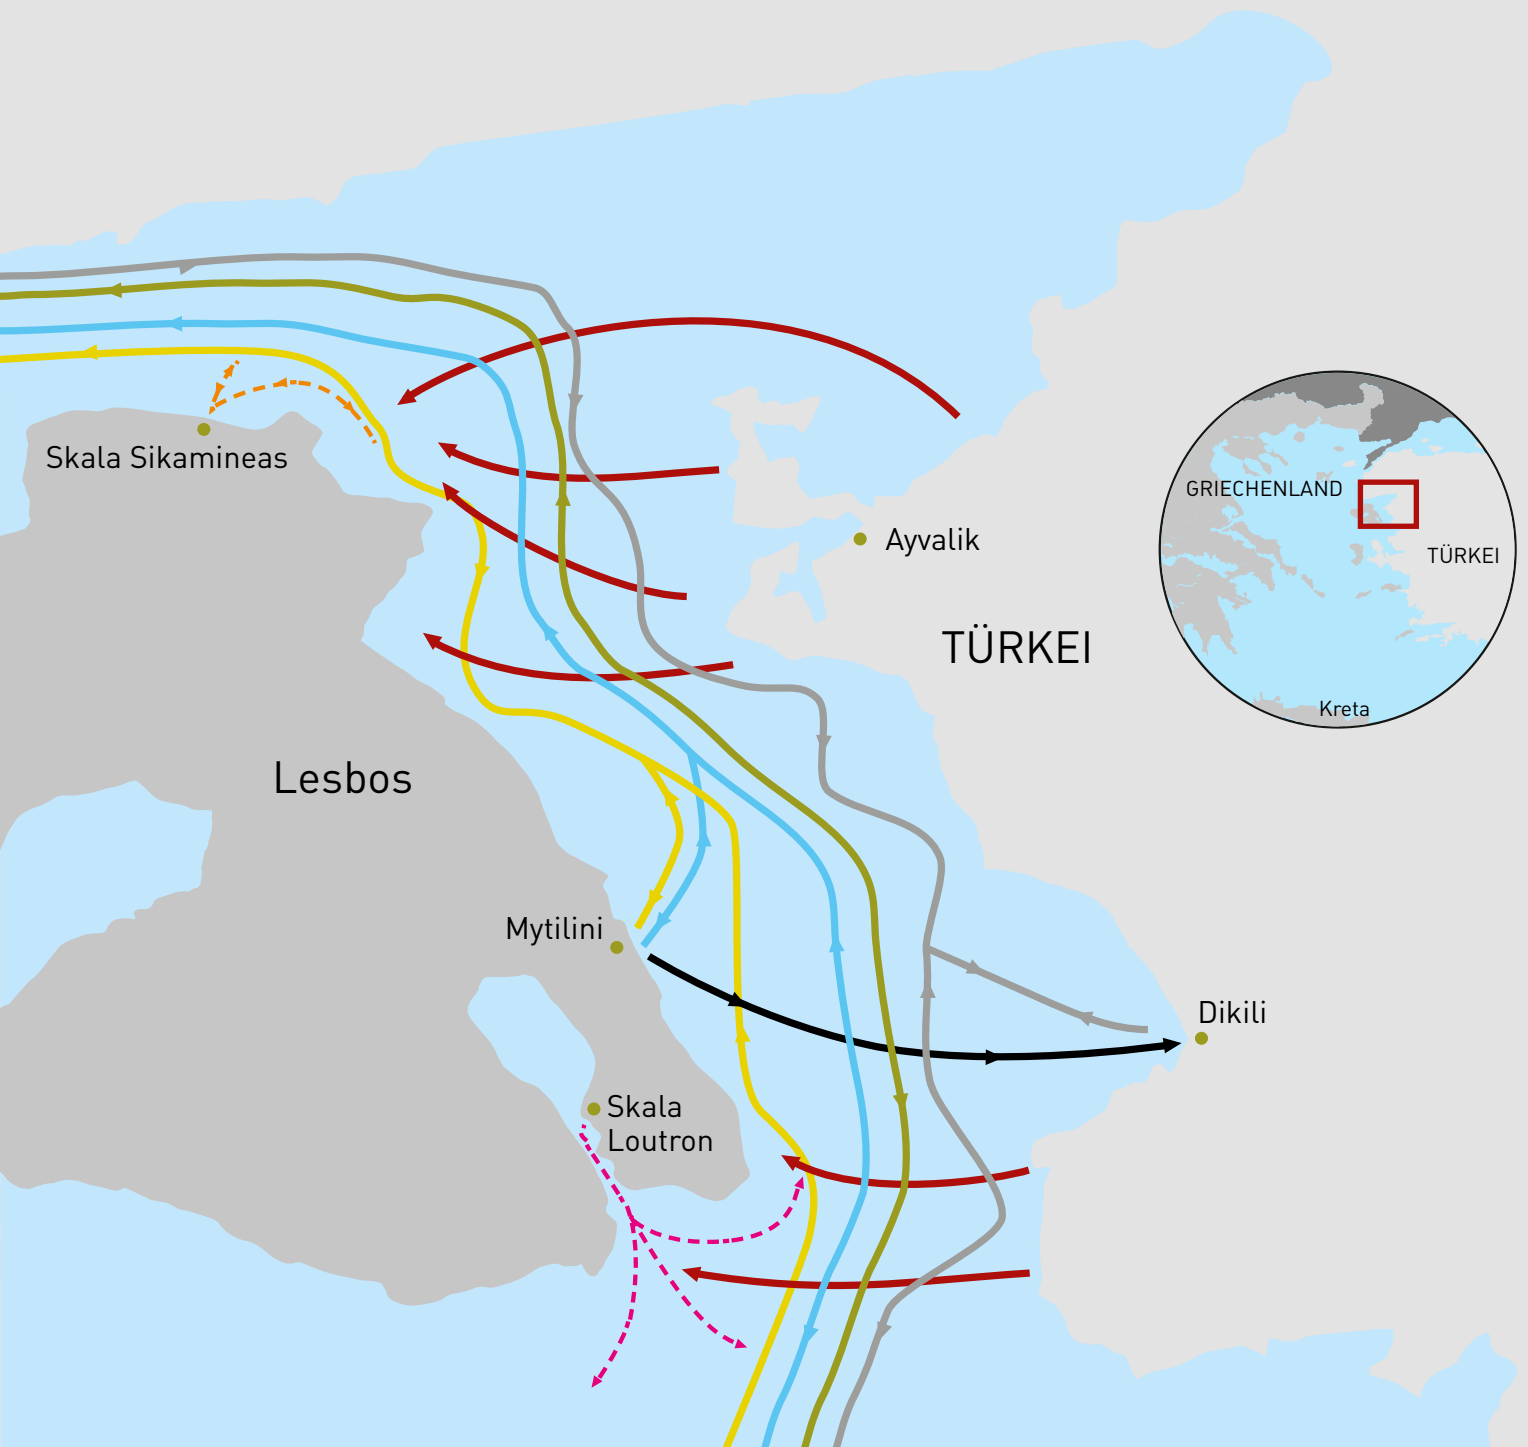 Skala Sikamineas
Ayvalik
GRIECHENLAND
TÜRKEI
Kreta
TÜRKEI
Lesbos
Mytilini
Dikili
Skala
Loutron